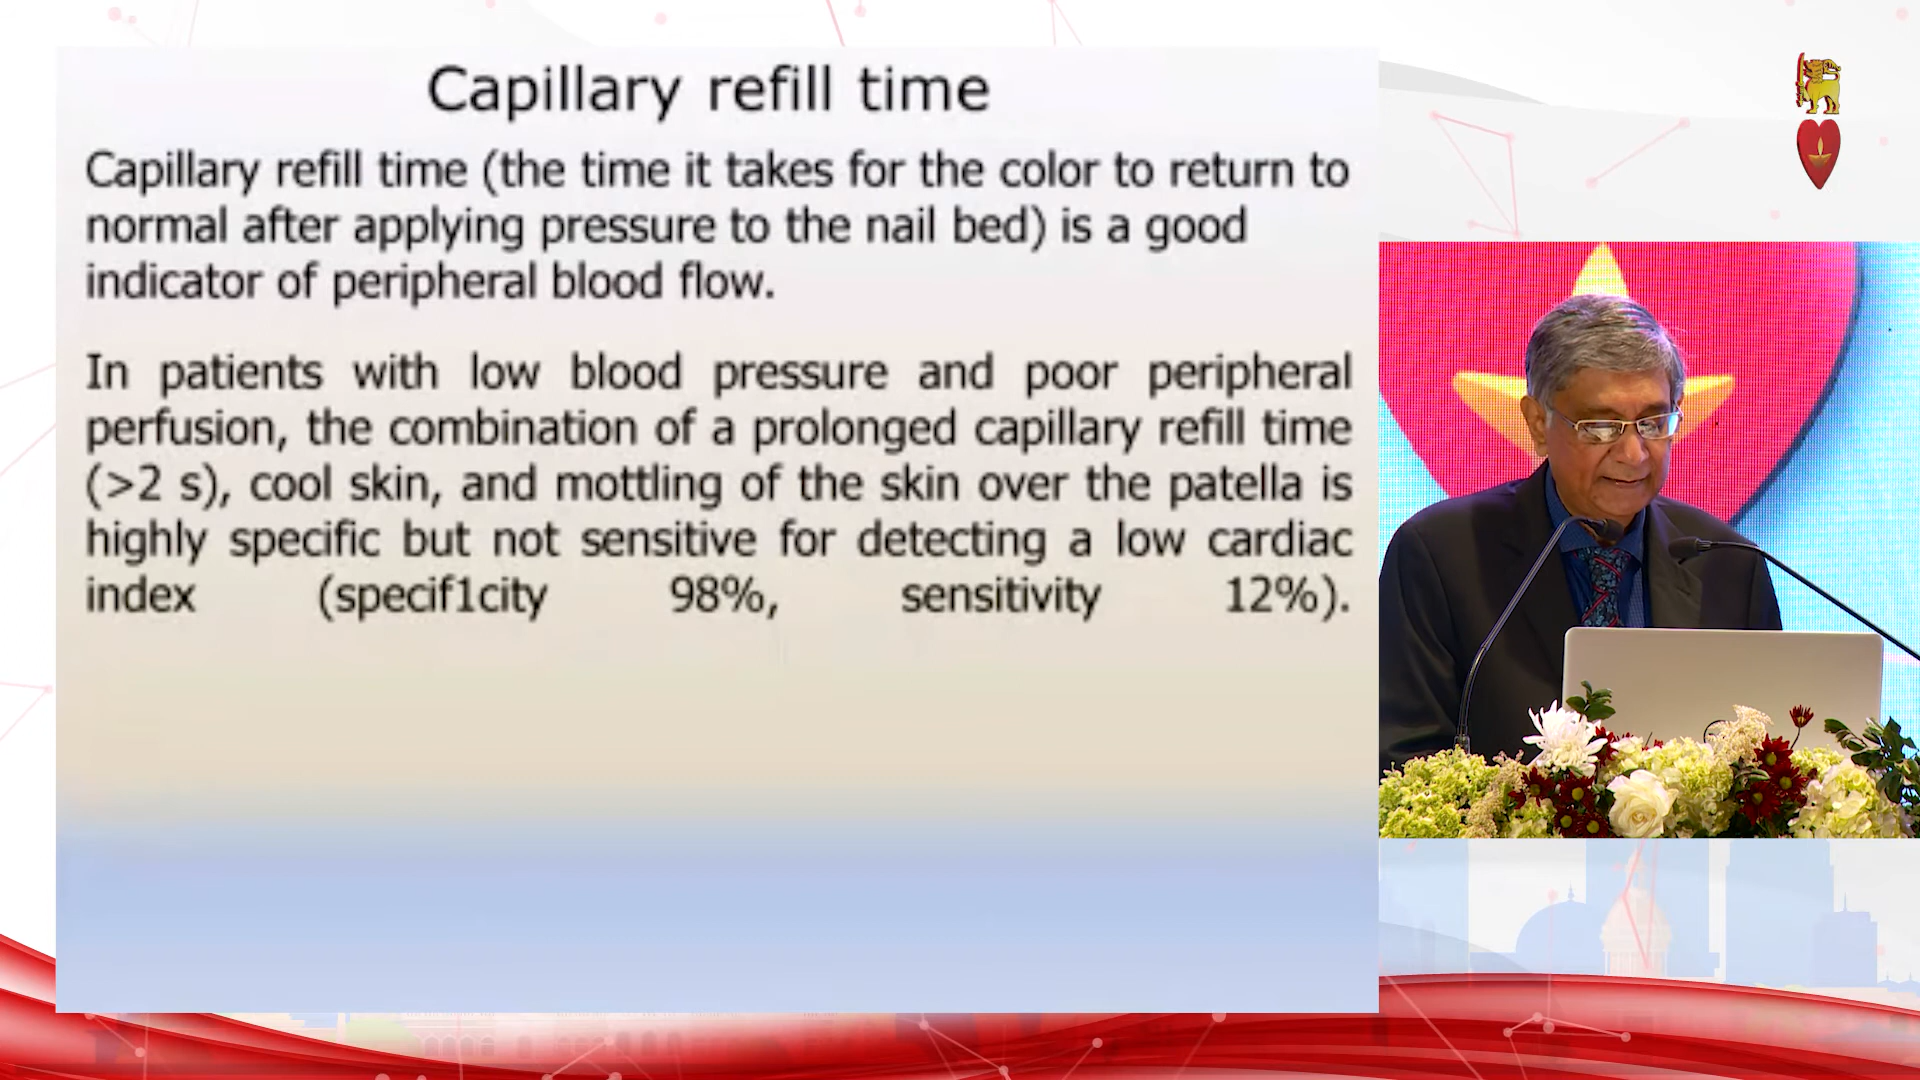 Capillary refill time
Capillary refill time (the time it takes for the color to return to
normal after applying pressure to the nail bed) is a good
indicator of peripheral blood flow.
In patients with low blood pressure and poor peripheral
perfusion, the combination of a prolonged capillary refill time
(>2 s), cool skin, and mottling of the skin over the patella is
highly specific but not sensitive for detecting a low cardiac
index (specif1city 98%, sensitivity 12%).